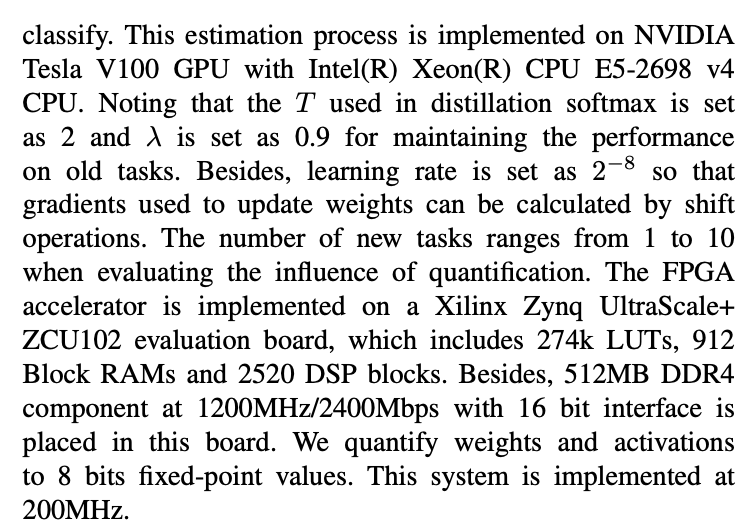 classify. This estimation process is implemented on NVIDIA
Tesla V100 GPU with Intel(R) Xeon(R) CPU E5-2698 v4
CPU. Noting that the T used in distillation softmax is set
as 2 and λ is set as 0.9 for maintaining the performance
on old tasks. Besides, learning rate is set as 2⁻⁸ so that
gradients used to update weights can be calculated by shift
operations. The number of new tasks ranges from 1 to 10
when evaluating the influence of quantification. The FPGA
accelerator is implemented on a Xilinx Zynq UltraScale+
ZCU102 evaluation board, which includes 274k LUTs, 912
Block RAMs and 2520 DSP blocks. Besides, 512MB DDR4
component at 1200MHz/2400Mbps with 16 bit interface is
placed in this board. We quantify weights and activations
to 8 bits fixed-point values. This system is implemented at
200MHz.